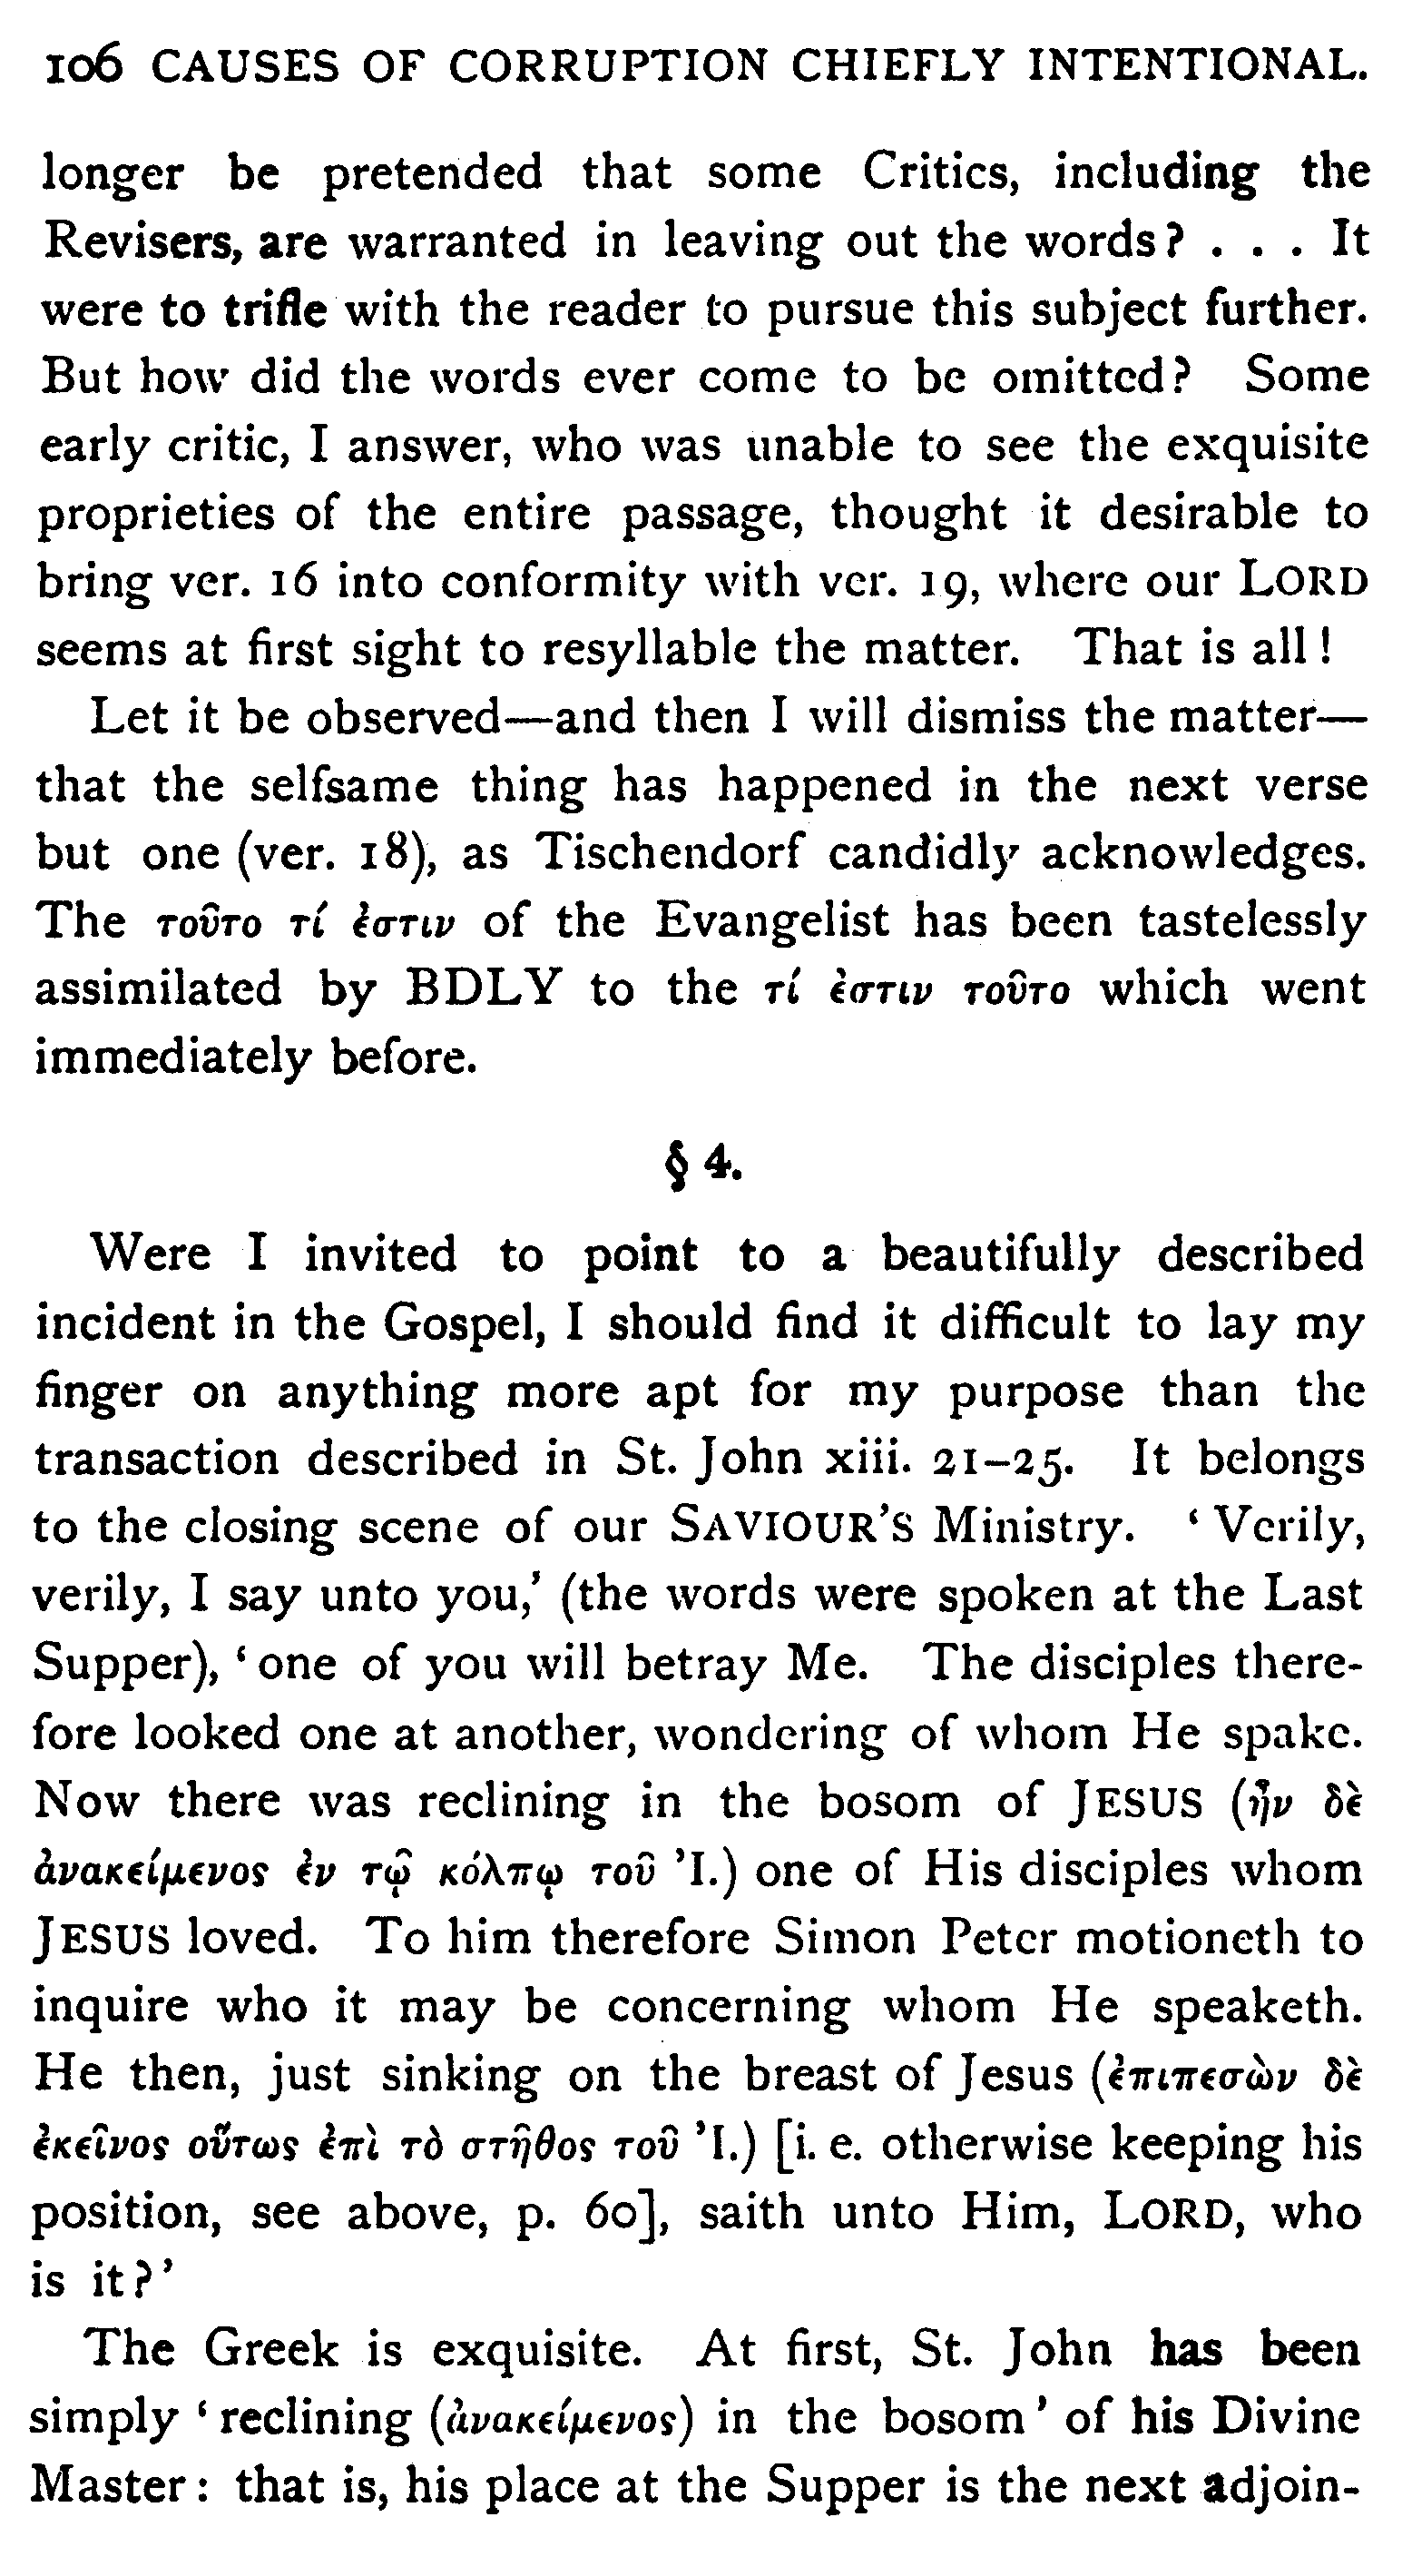 106 CAUSES OF CORRUPTION CHIEFLY INTENTIONAL.
longer be pretended that some Critics, including the
Revisers, are warranted in leaving out the words? . . . It
were to trifle with the reader to pursue this subject further.
But how did the words ever come to be omitted? Some
early critic, I answer, who was unable to see the exquisite
proprieties of the entire passage, thought it desirable to
bring ver. 16 into conformity with ver. 19, where our LORD
seems at first sight to resyllable the matter. That is all!
Let it be observed—and then I will dismiss the matter—
that the selfsame thing has happened in the next verse
but one (ver. 18), as Tischendorf candidly acknowledges.
The τοῦτο τί ἐστιν of the Evangelist has been tastelessly
assimilated by BDLY to the τί ἐστιν τοῦτο which went
immediately before.
§ 4.
Were I invited to point to a beautifully described
incident in the Gospel, I should find it difficult to lay my
finger on anything more apt for my purpose than the
transaction described in St. John xiii. 21–25. It belongs
to the closing scene of our SAVIOUR'S Ministry. ‘Verily,
verily, I say unto you,’ (the words were spoken at the Last
Supper), ‘one of you will betray Me. The disciples there-
fore looked one at another, wondering of whom He spake.
Now there was reclining in the bosom of JESUS (ἦν δὲ
ἀνακείμενος ἐν τῷ κόλπῳ τοῦ Ἰ.) one of His disciples whom
JESUS loved. To him therefore Simon Peter motioneth to
inquire who it may be concerning whom He speaketh.
He then, just sinking on the breast of Jesus (ἐπιπεσὼν δὲ
ἐκεῖνος οὕτως ἐπὶ τὸ στῆθος τοῦ Ἰ.) [i. e. otherwise keeping his
position, see above, p. 60], saith unto Him, LORD, who
is it?’
The Greek is exquisite. At first, St. John has been
simply ‘reclining (ἀνακείμενος) in the bosom’ of his Divine
Master: that is, his place at the Supper is the next adjoin-